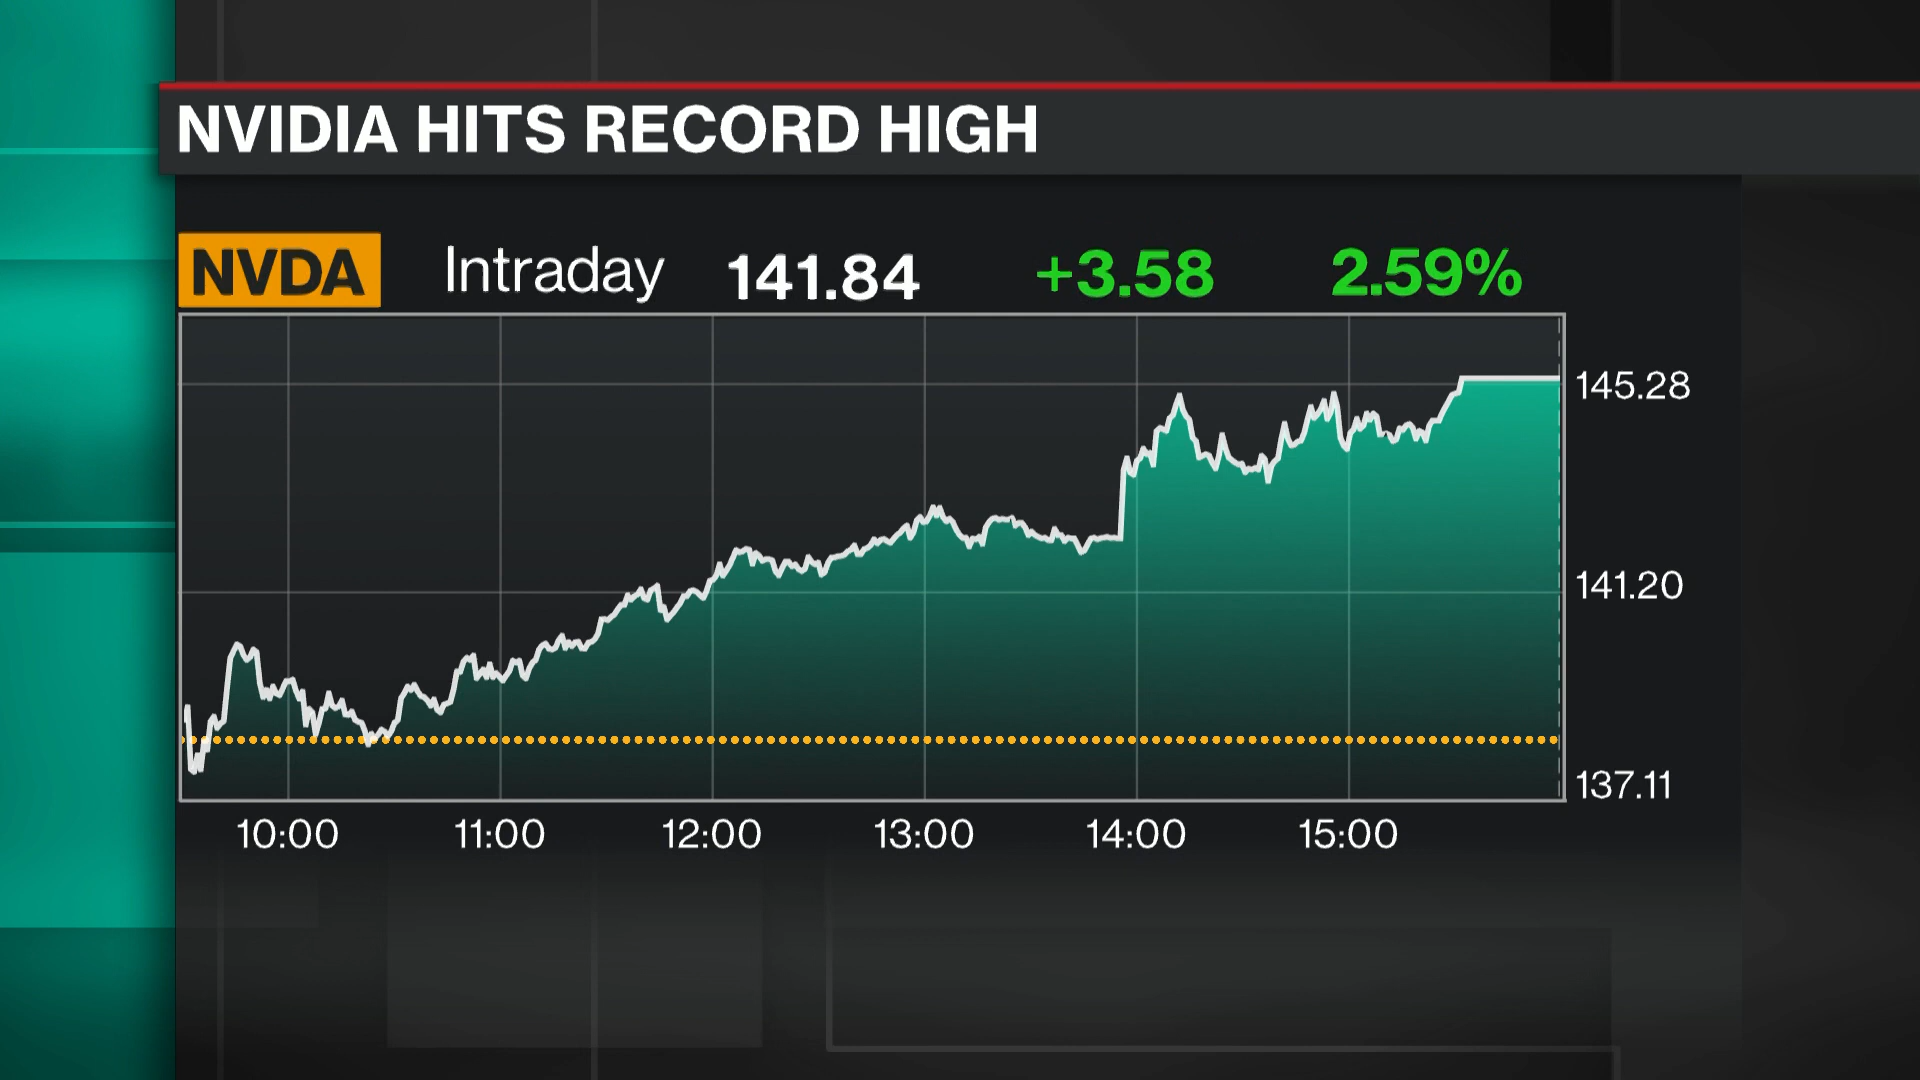 NVIDIA HITS RECORD HIGH
NVDA Intraday 141.84 +3.58 2.59%
145.28
141.20
137.11
10:00 11:00 12:00 13:00 14:00 15:00